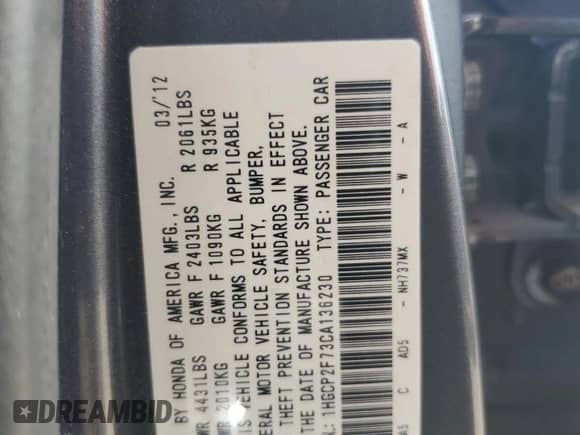 BY HONDA OF AMERICA MFG., INC. 03/'12
4431LBS GAWR F 2403LBS R 2061LBS
2010KG GAWR F 1090KG R 935KG
VEHICLE CONFORMS TO ALL APPLICABLE
MOTOR VEHICLE SAFETY, BUMPER,
THEFT PREVENTION STANDARDS IN EFFECT
THE DATE OF MANUFACTURE SHOWN ABOVE.
1HGCP2F73CA136230 TYPE: PASSENGER CAR
C AD5 - NH737MX - W - A
REBID & DRIVE